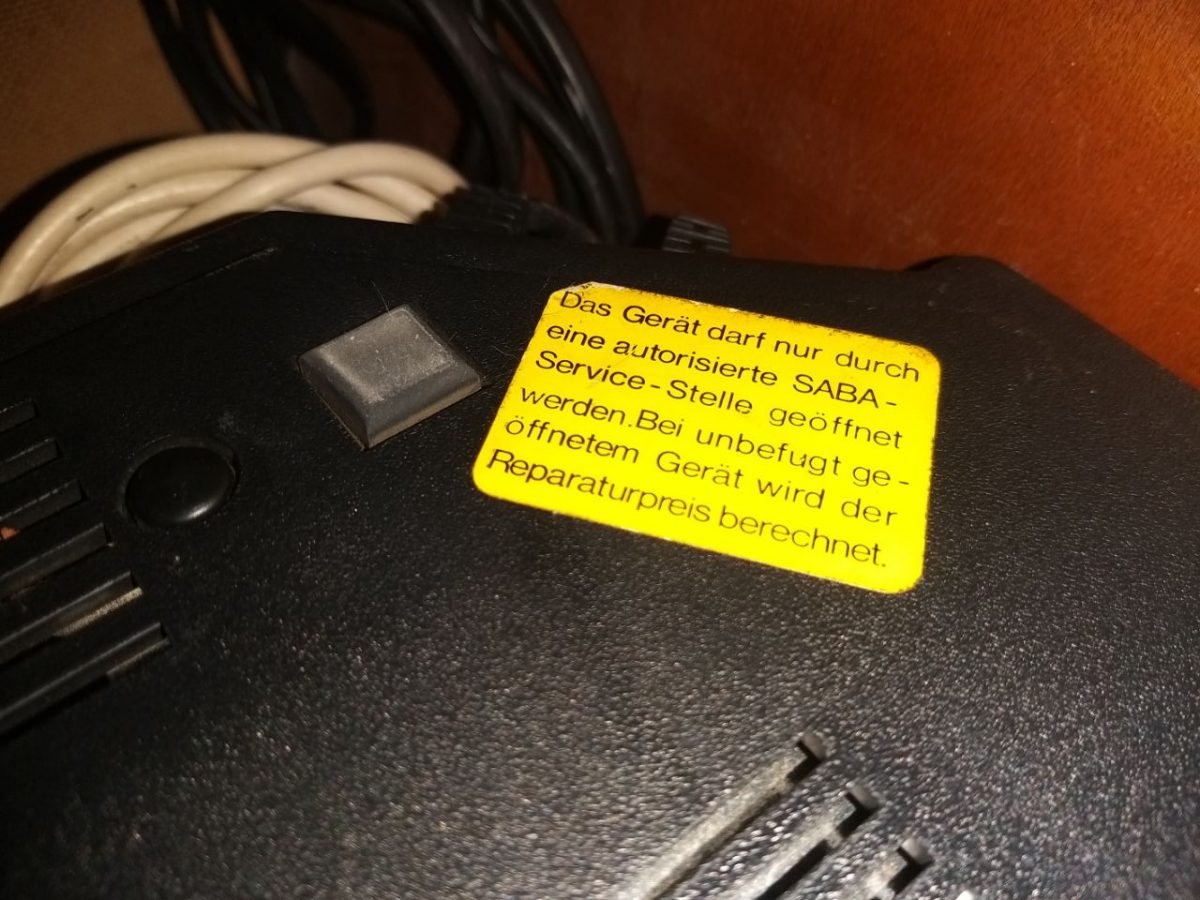 Das Gerät darf nur durch
eine autorisierte SABA-
Service-Stelle geöffnet
werden.Bei unbefugt ge-
öffnetem Gerät wird der
Reparaturpreis berechnet.